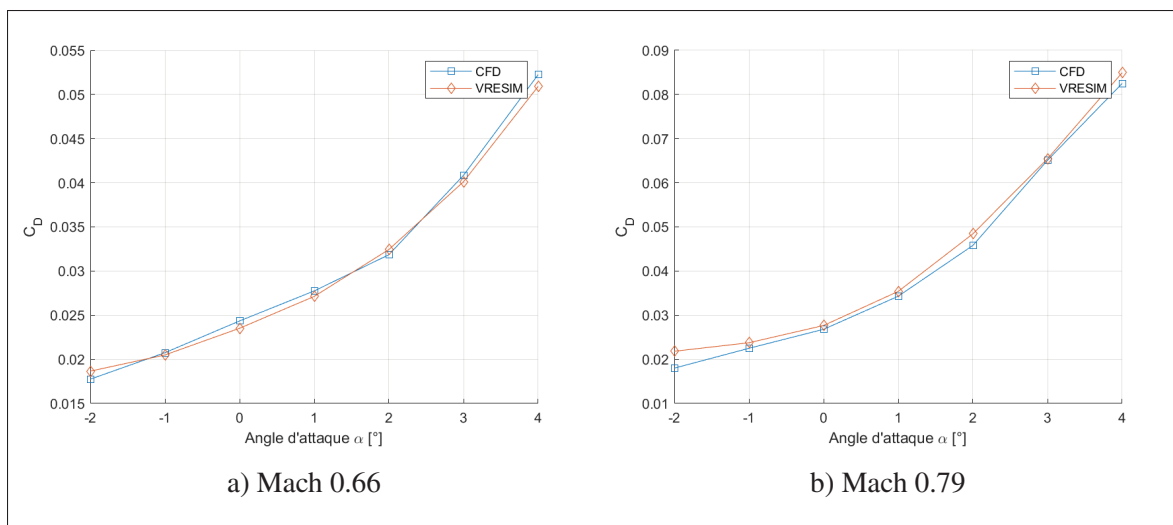 0.055
0.05
0.045
0.04
0.035
0.03
0.025
0.02
0.015
C_D
-2 -1 0 1 2 3 4
Angle d'attaque α [°]
CFD
VRESIM
a) Mach 0.66
0.09
0.08
0.07
0.06
0.05
0.04
0.03
0.02
0.01
C_D
-2 -1 0 1 2 3 4
Angle d'attaque α [°]
CFD
VRESIM
b) Mach 0.79